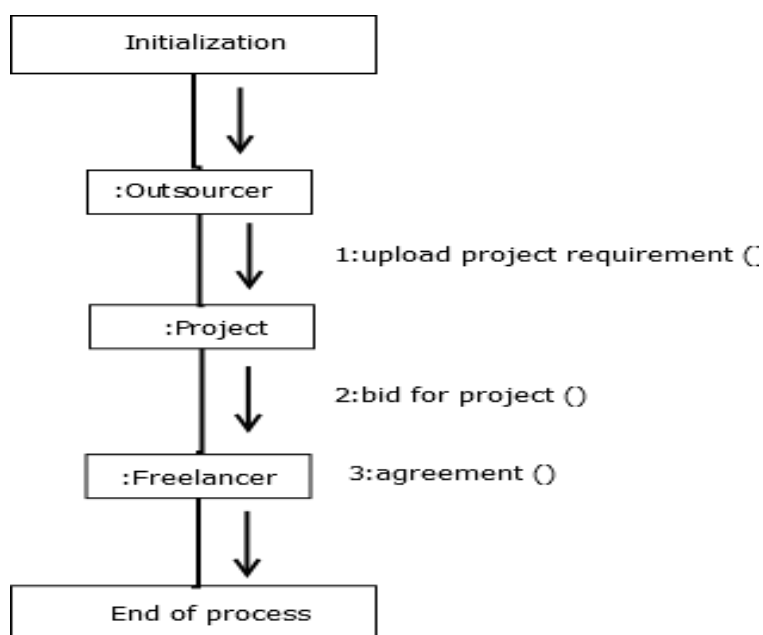 Initialization
:Outsourcer
1:upload project requirement ()
:Project
2:bid for project ()
:Freelancer
3:agreement ()
End of process